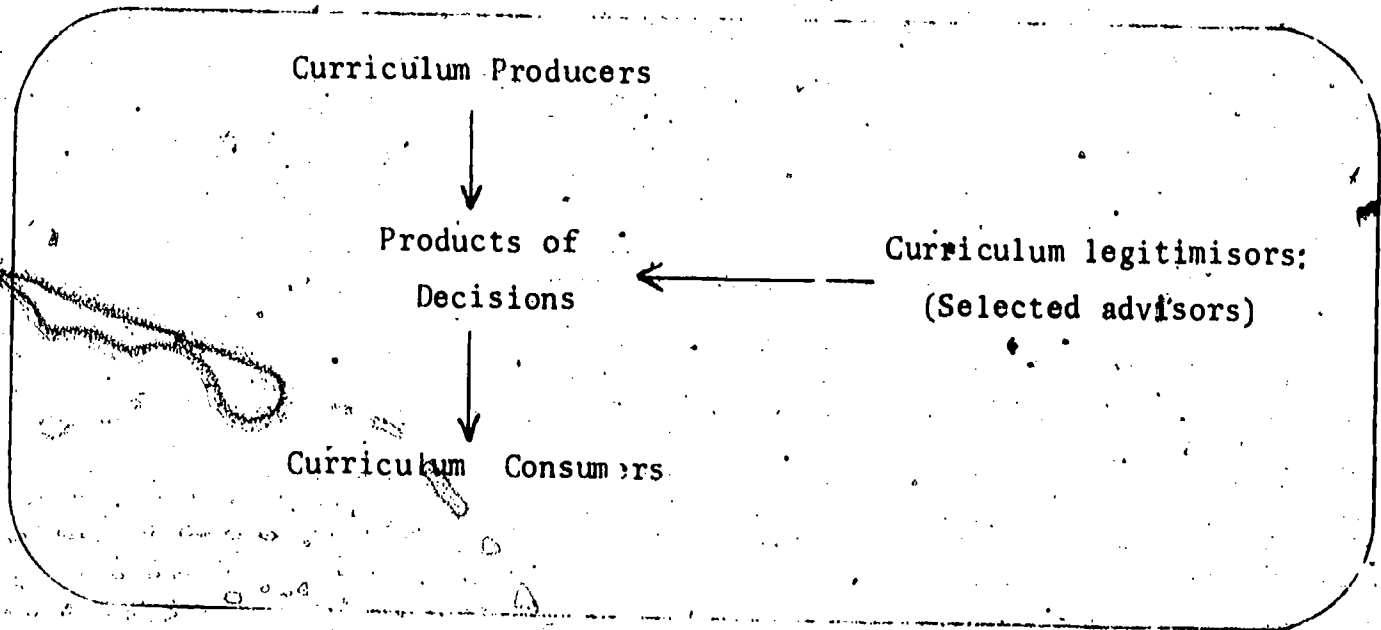 Curriculum Producers
Products of
Decisions
Curriculum legitimisors:
(Selected advisors)
Curriculum Consumers